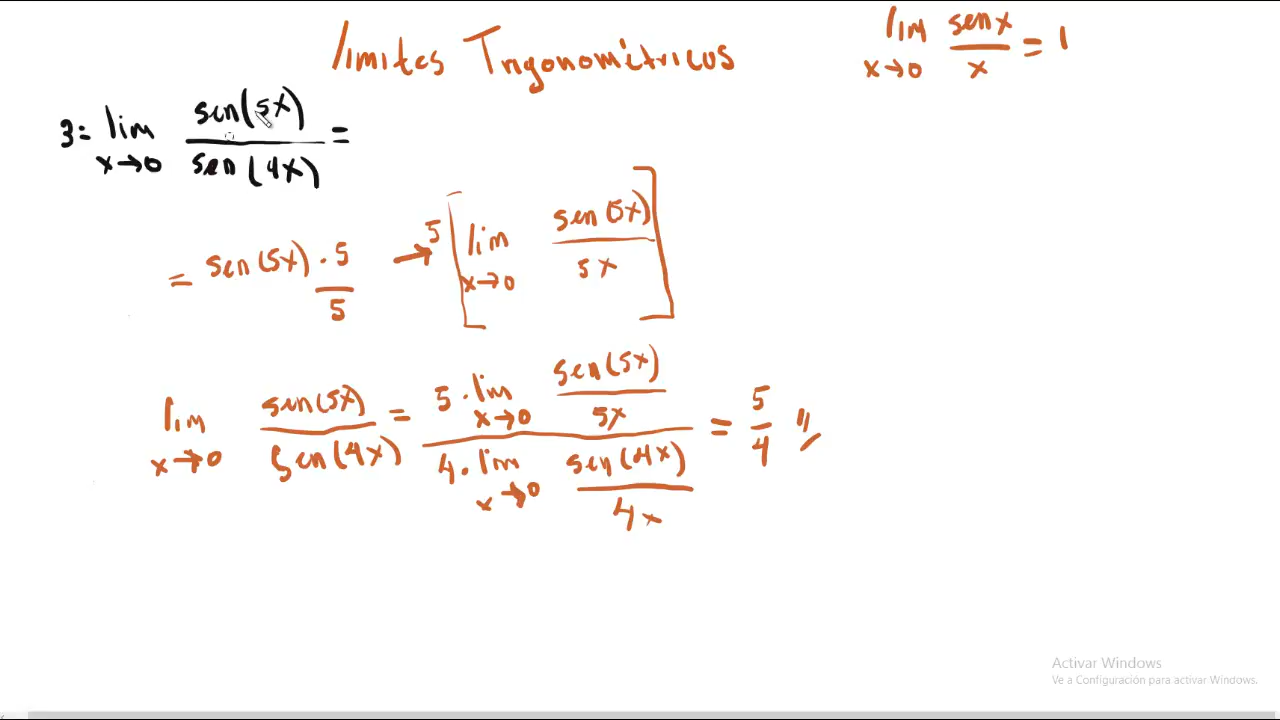 límites Trigonométricos
lim x→0 sen x / x = 1
3= lim x→0 sen(5x) / sen(4x) =
= sen(5x) · 5 / 5 → 5 [ lim x→0 sen(5x) / 5x ]
lim x→0 sen(5x) / sen(4x) = 5 · lim x→0 sen(5x) / 5x / 4 · lim x→0 sen(4x) / 4x = 5 / 4 //
Activar Windows
Ve a Configuración para activar Windows.